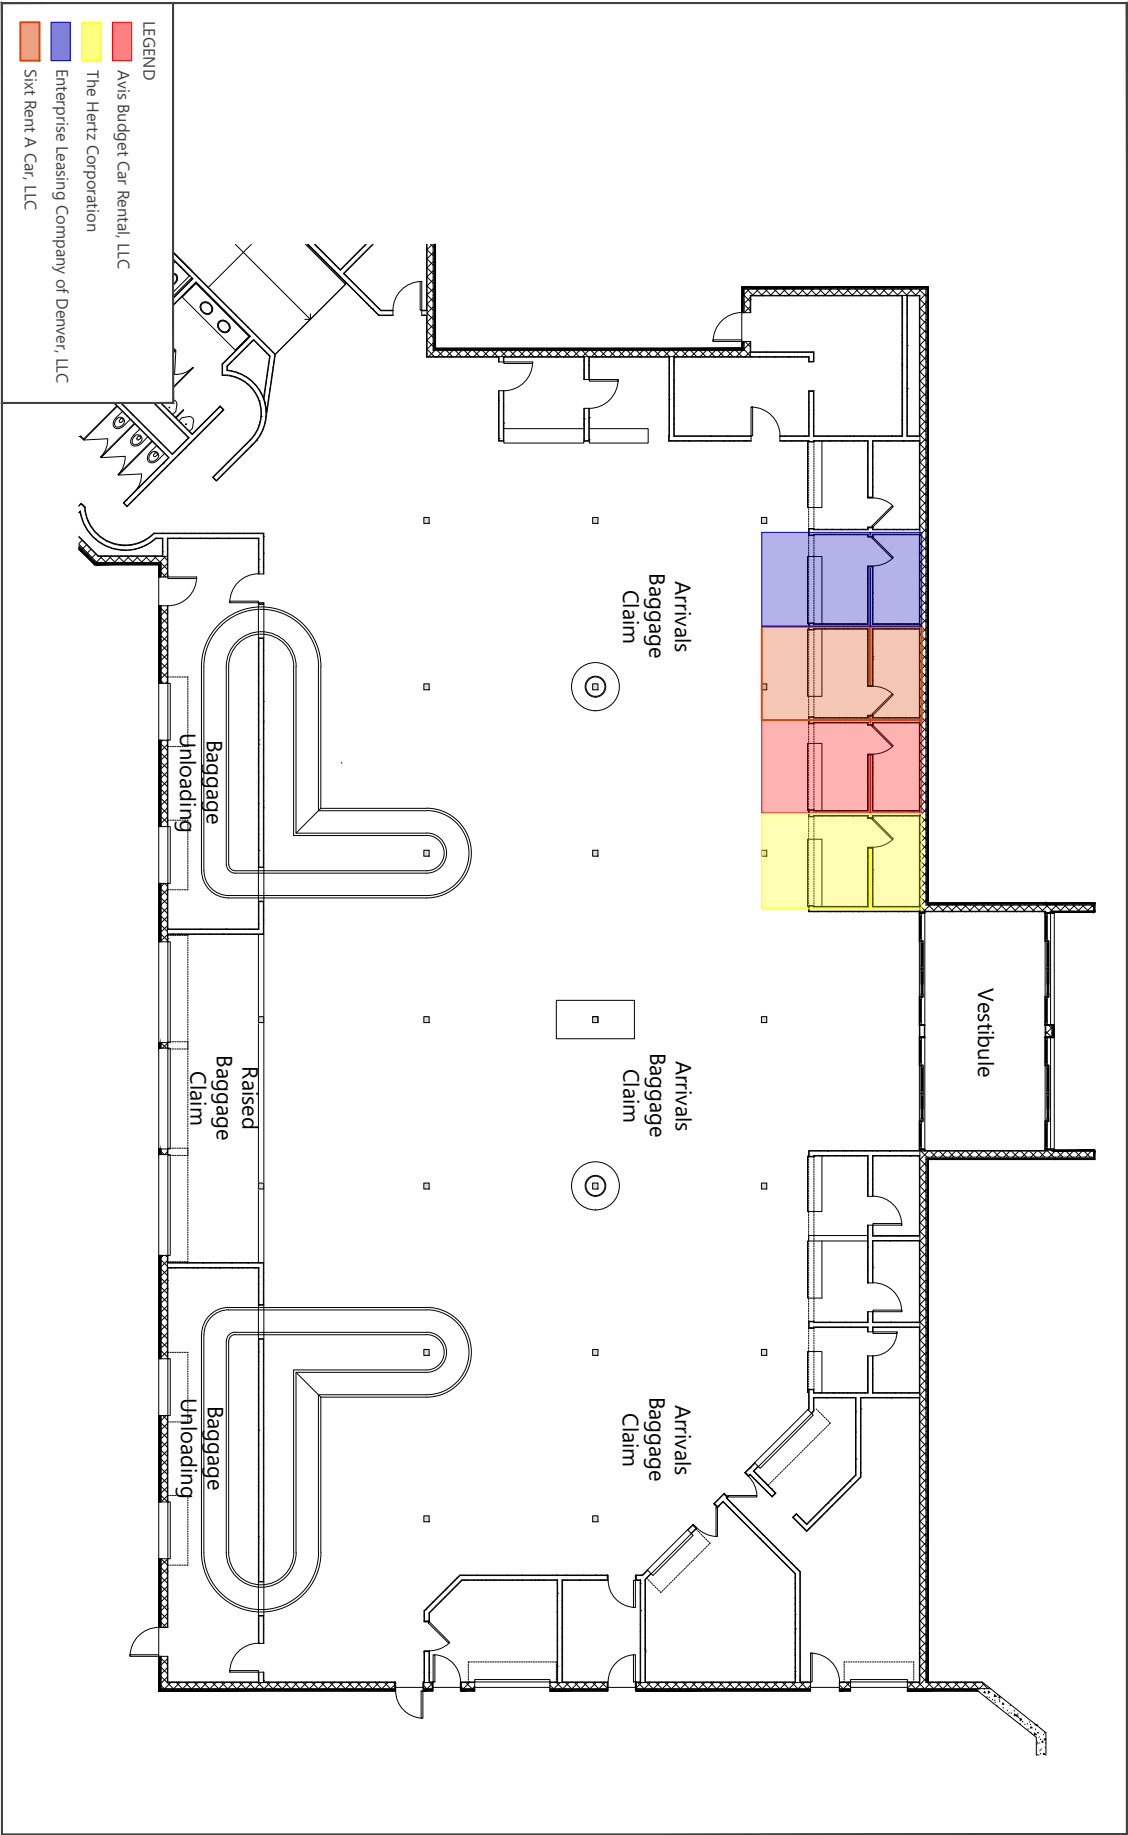 LEGEND
Avis Budget Car Rental, LLC
The Hertz Corporation
Enterprise Leasing Company of Denver, LLC
Sixt Rent A Car, LLC
Vestibule
Arrivals
Baggage
Claim
Arrivals
Baggage
Claim
Arrivals
Baggage
Claim
Baggage
Unloading
Raised
Baggage
Claim
Baggage
Unloading